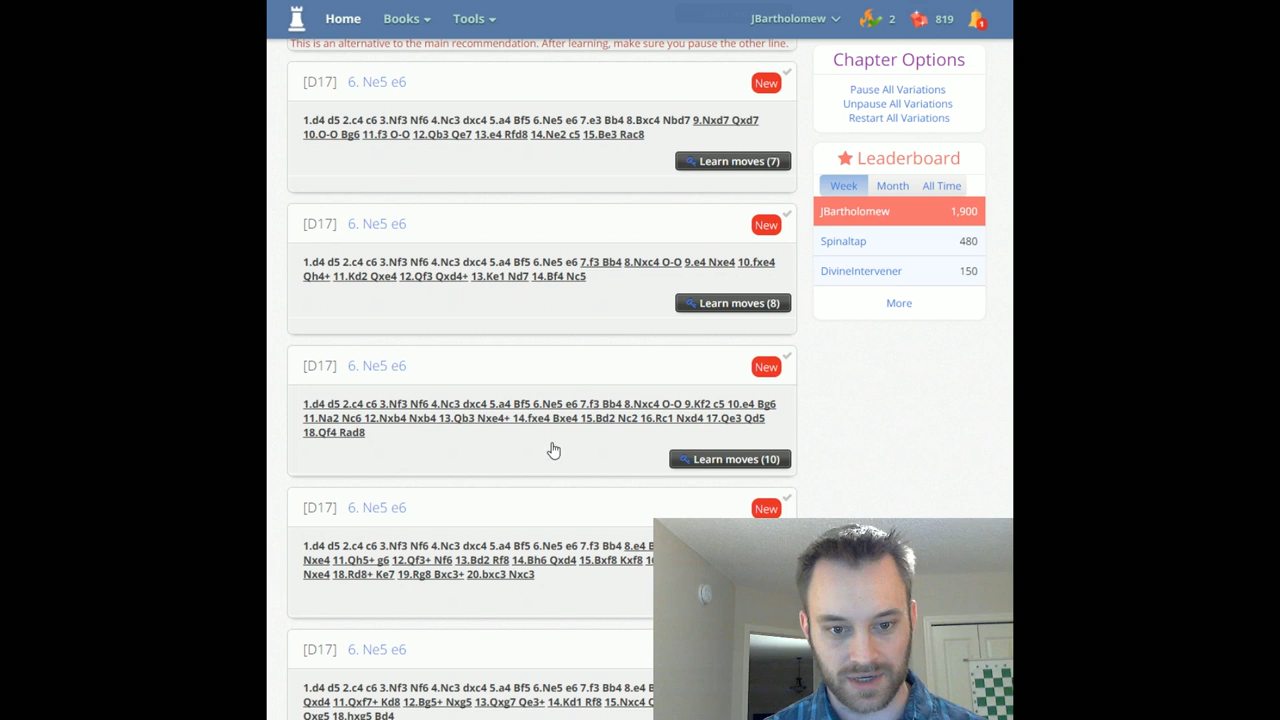 Home
Books
Tools
JBartholomew
2
819
1
This is an alternative to the main recommendation. After learning, make sure you pause the other line.
[D17] 6. Ne5 e6
New
1.d4 d5 2.c4 c6 3.Nf3 Nf6 4.Nc3 dxc4 5.a4 Bf5 6.Ne5 e6 7.e3 Bb4 8.Bxc4 Nbd7 9.Nxd7 Qxd7
10.O-O Bg6 11.f3 O-O 12.Qb3 Qe7 13.e4 Rfd8 14.Ne2 c5 15.Be3 Rac8
Learn moves (7)
[D17] 6. Ne5 e6
New
1.d4 d5 2.c4 c6 3.Nf3 Nf6 4.Nc3 dxc4 5.a4 Bf5 6.Ne5 e6 7.f3 Bb4 8.Nxc4 O-O 9.e4 Nxe4 10.fxe4
Qh4+ 11.Kd2 Qxe4 12.Qf3 Qxd4+ 13.Ke1 Nd7 14.Bf4 Nc5
Learn moves (8)
[D17] 6. Ne5 e6
New
1.d4 d5 2.c4 c6 3.Nf3 Nf6 4.Nc3 dxc4 5.a4 Bf5 6.Ne5 e6 7.f3 Bb4 8.Nxc4 O-O 9.Kf2 c5 10.e4 Bg6
11.Na2 Nc6 12.Nxb4 Nxb4 13.Qb3 Nxe4+ 14.fxe4 Bxe4 15.Bd2 Nc2 16.Rc1 Nxd4 17.Qe3 Qd5
18.Qf4 Rad8
Learn moves (10)
[D17] 6. Ne5 e6
New
1.d4 d5 2.c4 c6 3.Nf3 Nf6 4.Nc3 dxc4 5.a4 Bf5 6.Ne5 e6 7.f3 Bb4 8.e4
Nxe4 11.Qh5+ g6 12.Qf3+ Nf6 13.Bd2 Rf8 14.Bh6 Qxd4 15.Bxf8 Kxf8
Nxe4 18.Rd8+ Ke7 19.Rg8 Bxc3+ 20.bxc3 Nxc3
[D17] 6. Ne5 e6
1.d4 d5 2.c4 c6 3.Nf3 Nf6 4.Nc3 dxc4 5.a4 Bf5 6.Ne5 e6 7.f3 Bb4 8.e4
Qxd4 11.Qxf7+ Kd8 12.Bg5+ Nxg5 13.Qxg7 Qe3+ 14.Kd1 Rf8 15.Nxc4
Qxg5 18.hxg5 Bd4
Chapter Options
Pause All Variations
Unpause All Variations
Restart All Variations
Leaderboard
Week Month All Time
JBartholomew 1,900
Spinaltap 480
DivineIntervener 150
More